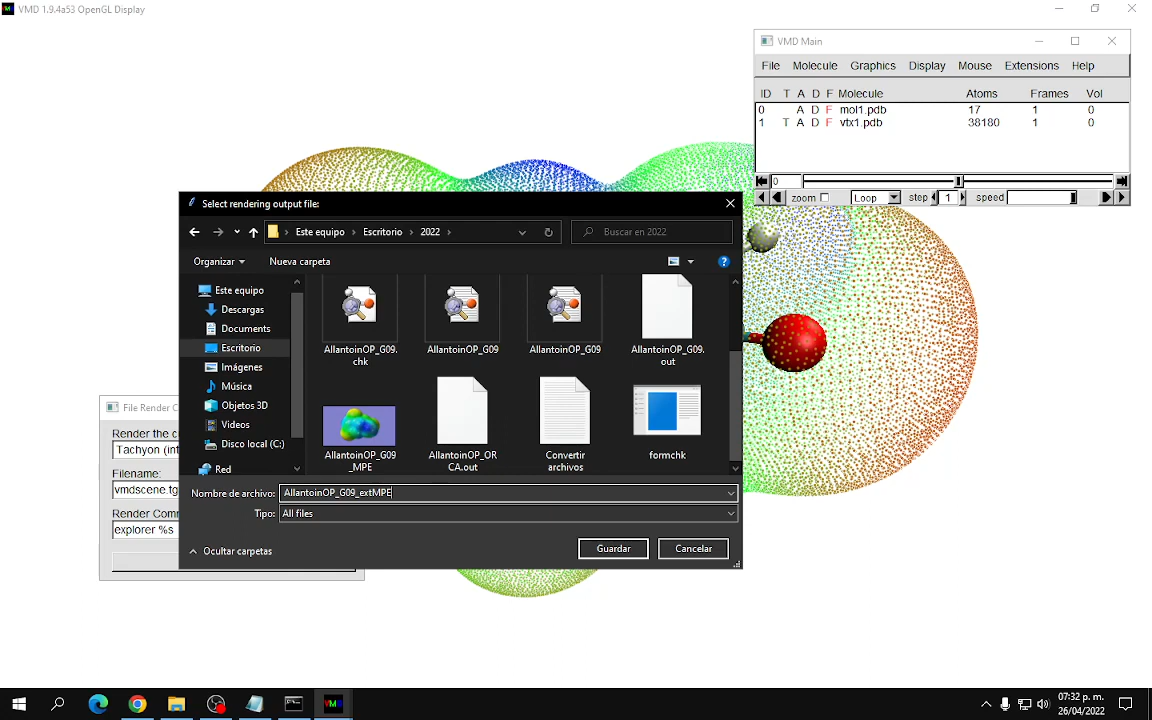 VMD 1.9.4a53 OpenGL Display
VMD Main
File Molecule Graphics Display Mouse Extensions Help
ID T A D F Molecule Atoms Frames Vol
0 A D F mol1.pdb 17 1 0
1 T A D F vtx1.pdb 38180 1 0
0
zoom Loop step 1 speed
Select rendering output file:
Este equipo › Escritorio › 2022 ›
Buscar en 2022
Organizar Nueva carpeta
Este equipo
Descargas
Documents
Escritorio
Imágenes
Música
Objetos 3D
Videos
Disco local (C:)
Red
AllantoinOP_G09.
chk
AllantoinOP_G09
AllantoinOP_G09
AllantoinOP_G09.
out
AllantoinOP_G09
_MPE
AllantoinOP_OR
CA.out
Convertir
archivos
formchk
Nombre de archivo: AllantoinOP_G09_extMPE
Tipo: All files
Ocultar carpetas
Guardar
Cancelar
File Render C
Render the c
Tachyon (int
Filename:
vmdscene.tg
Render Comm
explorer %s
VMD
07:32 p. m.
26/04/2022